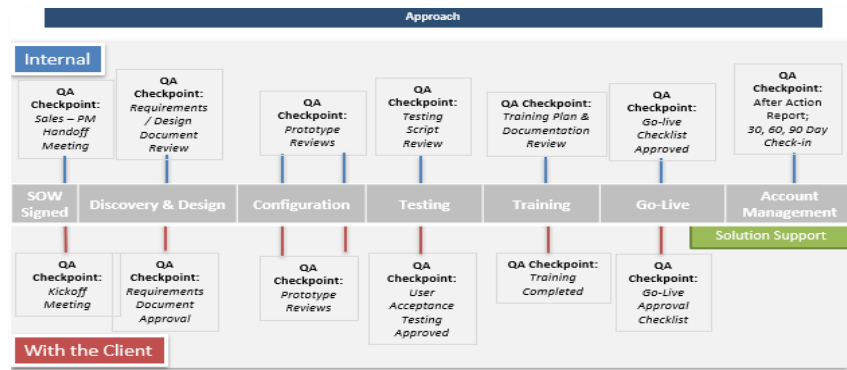 Approach
Internal
QA
Checkpoint:
Sales – PM
Handoff
Meeting
QA
Checkpoint:
Requirements
/ Design
Document
Review
QA
Checkpoint:
Prototype
Reviews
QA
Checkpoint:
Testing
Script
Review
QA Checkpoint:
Training Plan &
Documentation
Review
QA
Checkpoint:
Go-live
Checklist
Approved
QA
Checkpoint:
After Action
Report;
30, 60, 90 Day
Check-in
SOW
Signed
Discovery & Design
Configuration
Testing
Training
Go-Live
Account
Management
Solution Support
QA
Checkpoint:
Kickoff
Meeting
QA
Checkpoint:
Requirements
Document
Approval
QA
Checkpoint:
Prototype
Reviews
QA
Checkpoint:
User
Acceptance
Testing
Approved
QA Checkpoint:
Training
Completed
QA
Checkpoint:
Go-Live
Approval
Checklist
With the Client